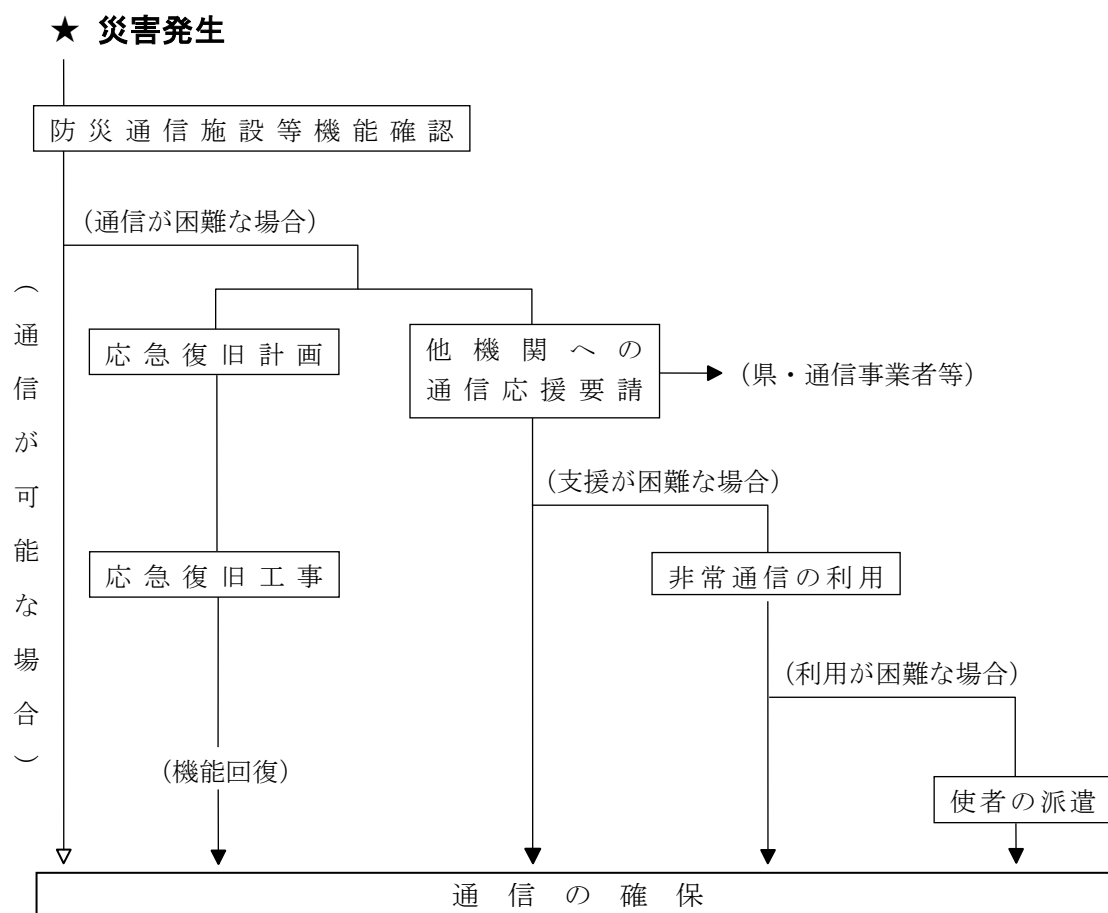 ★ 災害発生
防災通信施設等機能確認
（通信が困難な場合）
（通信が可能な場合）
応急復旧計画
他機関への
通信応援要請
（県・通信事業者等）
（支援が困難な場合）
応急復旧工事
非常通信の利用
（利用が困難な場合）
（機能回復）
使者の派遣
通信の確保